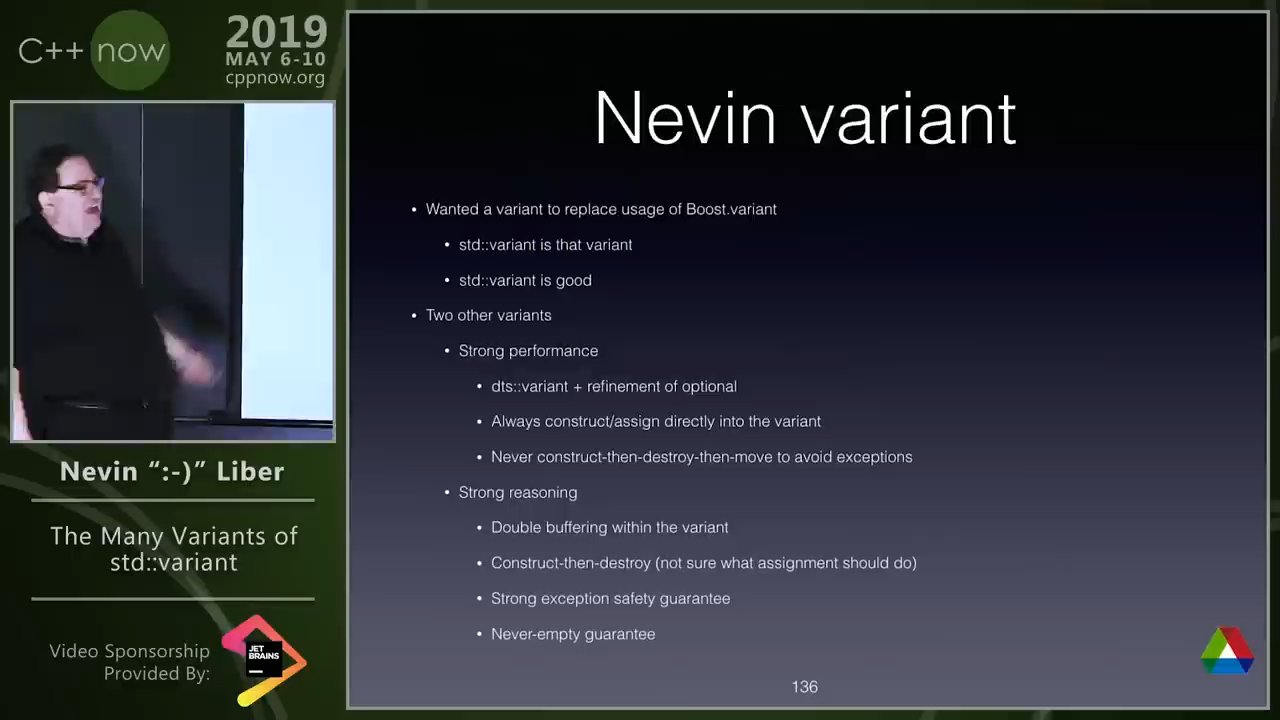 C++ now
2019
MAY 6-10
cppnow.org
Nevin “:-)” Liber
The Many Variants of
std::variant
Video Sponsorship
Provided By:
JET
BRAINS
Nevin variant
• Wanted a variant to replace usage of Boost.variant
• std::variant is that variant
• std::variant is good
• Two other variants
• Strong performance
• dts::variant + refinement of optional
• Always construct/assign directly into the variant
• Never construct-then-destroy-then-move to avoid exceptions
• Strong reasoning
• Double buffering within the variant
• Construct-then-destroy (not sure what assignment should do)
• Strong exception safety guarantee
• Never-empty guarantee
136